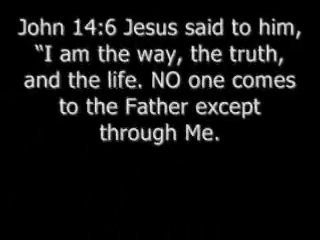 John 14:6 Jesus said to him,
“I am the way, the truth,
and the life. NO one comes
to the Father except
through Me.